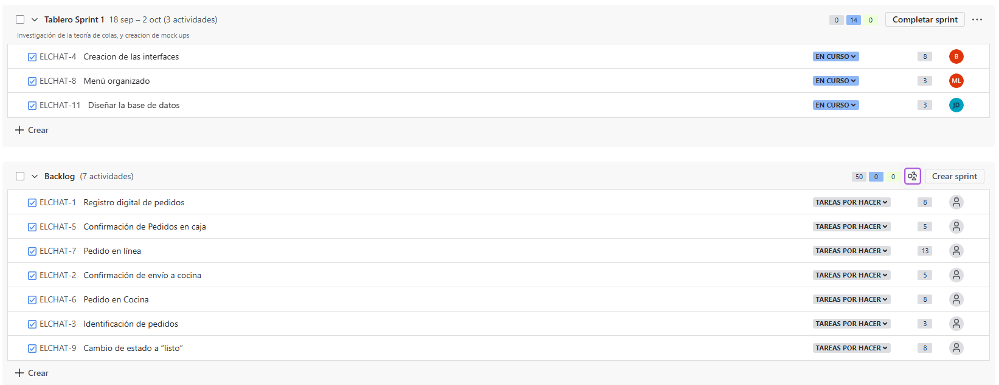 Tablero Sprint 1 18 sep – 2 oct (3 actividades) 0 14 0 Completar sprint
Investigación de la teoría de colas, y creacion de mock ups
ELCHAT-4 Creacion de las interfaces EN CURSO 8 B
ELCHAT-8 Menú organizado EN CURSO 3 ML
ELCHAT-11 Diseñar la base de datos EN CURSO 3 JD
Crear
Backlog (7 actividades) 50 0 0 Crear sprint
ELCHAT-1 Registro digital de pedidos TAREAS POR HACER 8
ELCHAT-5 Confirmación de Pedidos en caja TAREAS POR HACER 5
ELCHAT-7 Pedido en línea TAREAS POR HACER 13
ELCHAT-2 Confirmación de envío a cocina TAREAS POR HACER 5
ELCHAT-6 Pedido en Cocina TAREAS POR HACER 8
ELCHAT-3 Identificación de pedidos TAREAS POR HACER 3
ELCHAT-9 Cambio de estado a “listo” TAREAS POR HACER 8
Crear